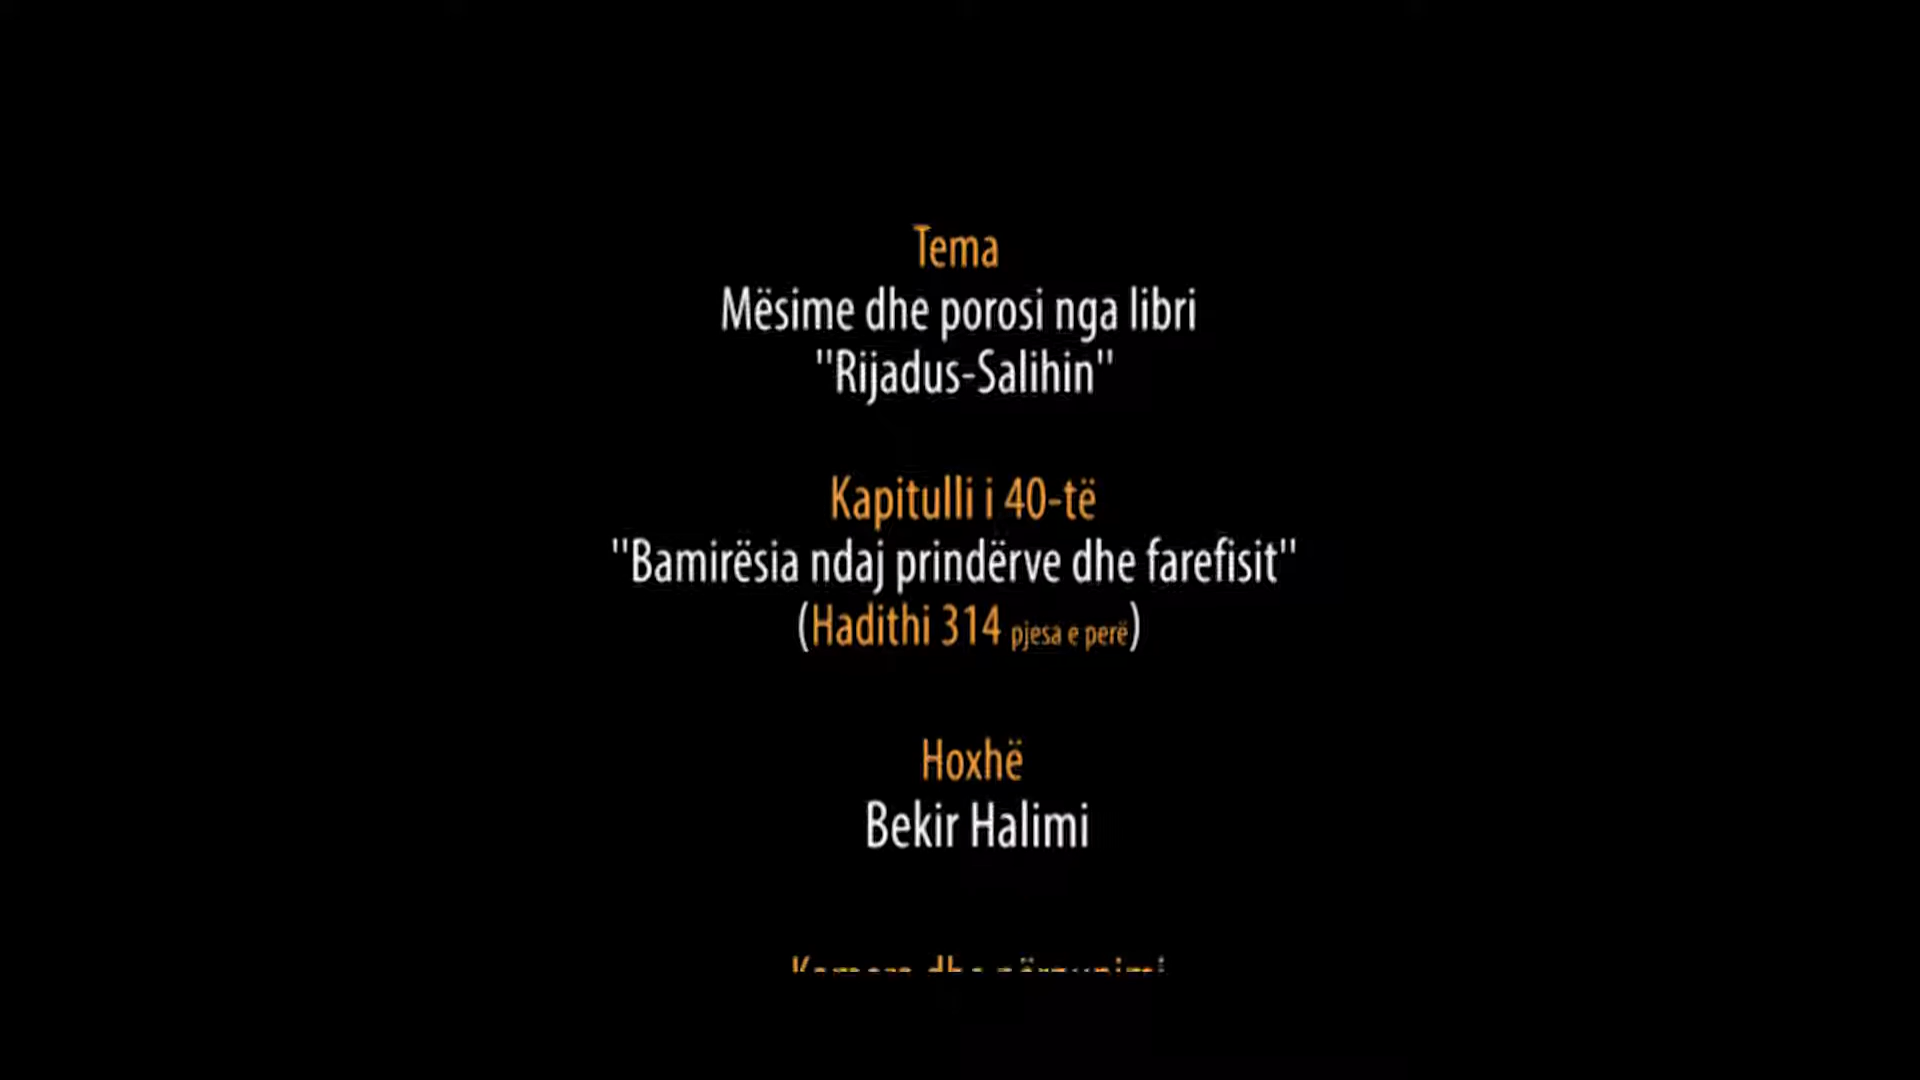 Tema
Mësime dhe porosi nga libri
"Rijadus-Salihin"
Kapitulli i 40-të
"Bamirësia ndaj prindërve dhe farefisit"
(Hadithi 314 pjesa e perë)
Hoxhë
Bekir Halimi